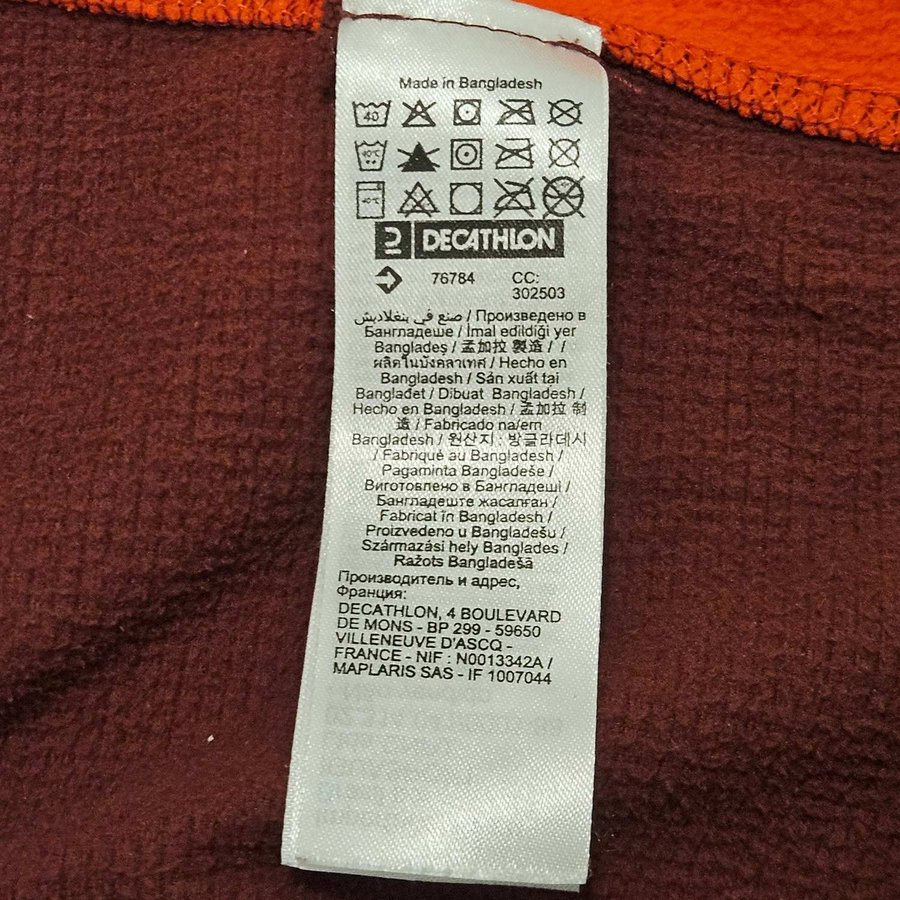 Made in Bangladesh
40
40°C
40°C
DECATHLON
76784 CC:
302503
صنع في بنغلاديش / Произведено в
Бангладеше / İmal edildiği yer
Bangladeş / 孟加拉 製造 / /
ผลิตในบังคลาเทศ / Hecho en
Bangladesh / Sản xuất tại
Banglađet / Dibuat Bangladesh /
Hecho en Bangladesh / 孟加拉 制
造 / Fabricado na/em
Bangladesh / 원산지 : 방글라데시
/ Fabriqué au Bangladesh /
Pagaminta Bangladeše /
Виготовлено в Бангладеші /
Бангладеште жасалған /
Fabricat în Bangladesh /
Proizvedeno u Bangladešu /
Származási hely Banglades /
Ražots Bangladešā
Производитель и адрес,
Франция:
DECATHLON, 4 BOULEVARD
DE MONS - BP 299 - 59650
VILLENEUVE D'ASCQ -
FRANCE - NIF : N0013342A /
MAPLARIS SAS - IF 1007044